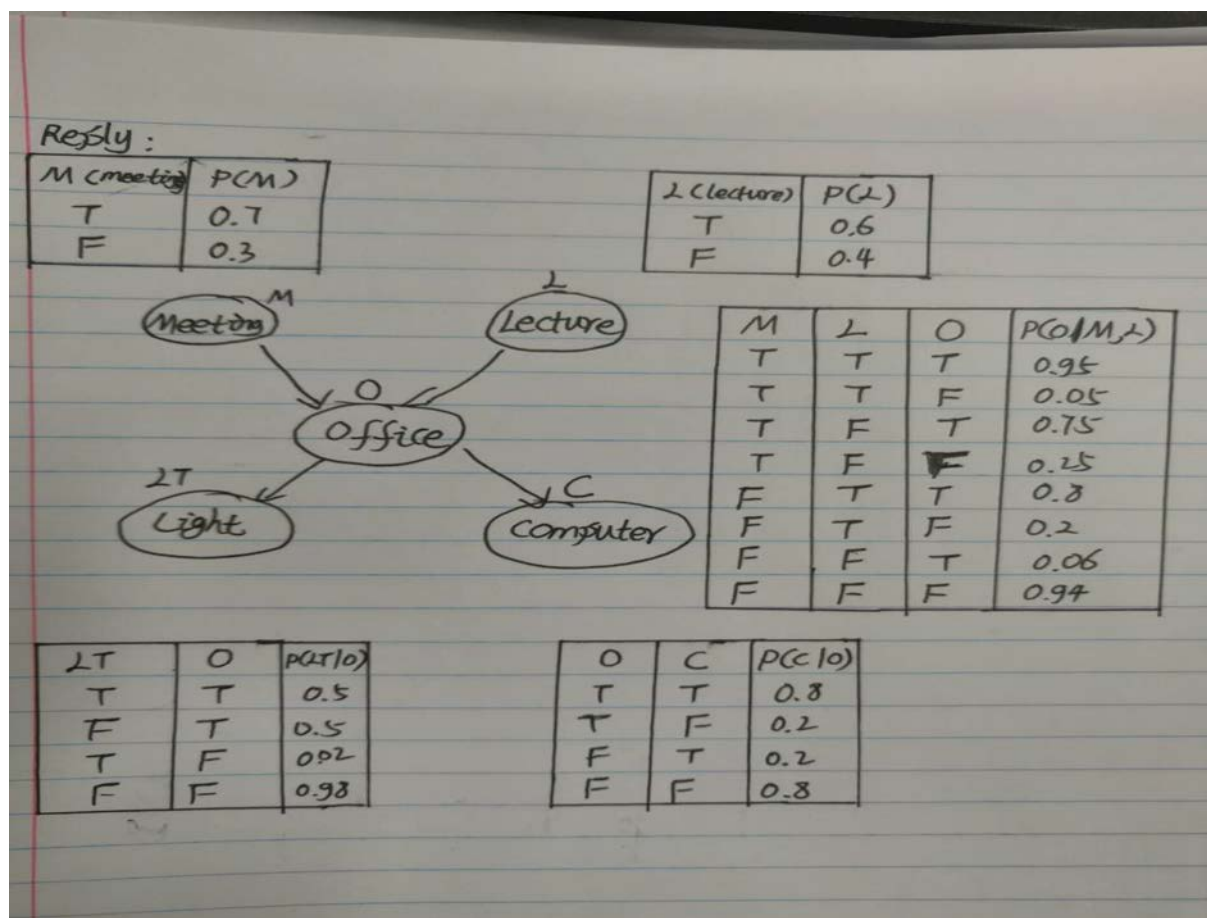 Reply:
M (meeting) P(M)
T 0.7
F 0.3
L (lecture) P(L)
T 0.6
F 0.4
M
Meeting
L
Lecture
O
Office
LT
Light
C
Computer
M L O P(O|M,L)
T T T 0.95
T T F 0.05
T F T 0.75
T F F 0.25
F T T 0.8
F T F 0.2
F F T 0.06
F F F 0.94
LT O P(LT|O)
T T 0.5
F T 0.5
T F 0.02
F F 0.98
O C P(C|O)
T T 0.8
T F 0.2
F T 0.2
F F 0.8